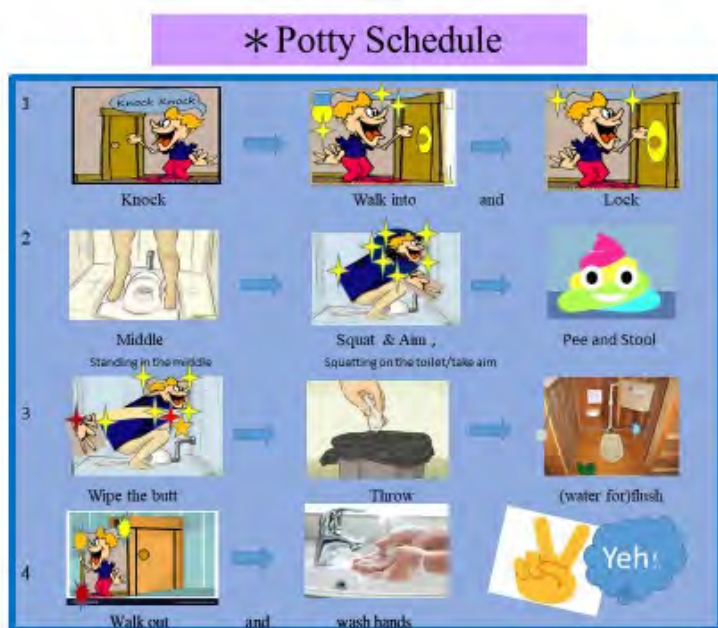 * Potty Schedule
1
Knock Knock
Knock
Walk into and Lock
2
Middle
Squat & Aim ,
Pee and Stool
Standing in the middle
Squatting on the toilet/take aim
3
Wipe the butt
Throw
(water for)flush
4
Yeh!
Walk out and wash hands